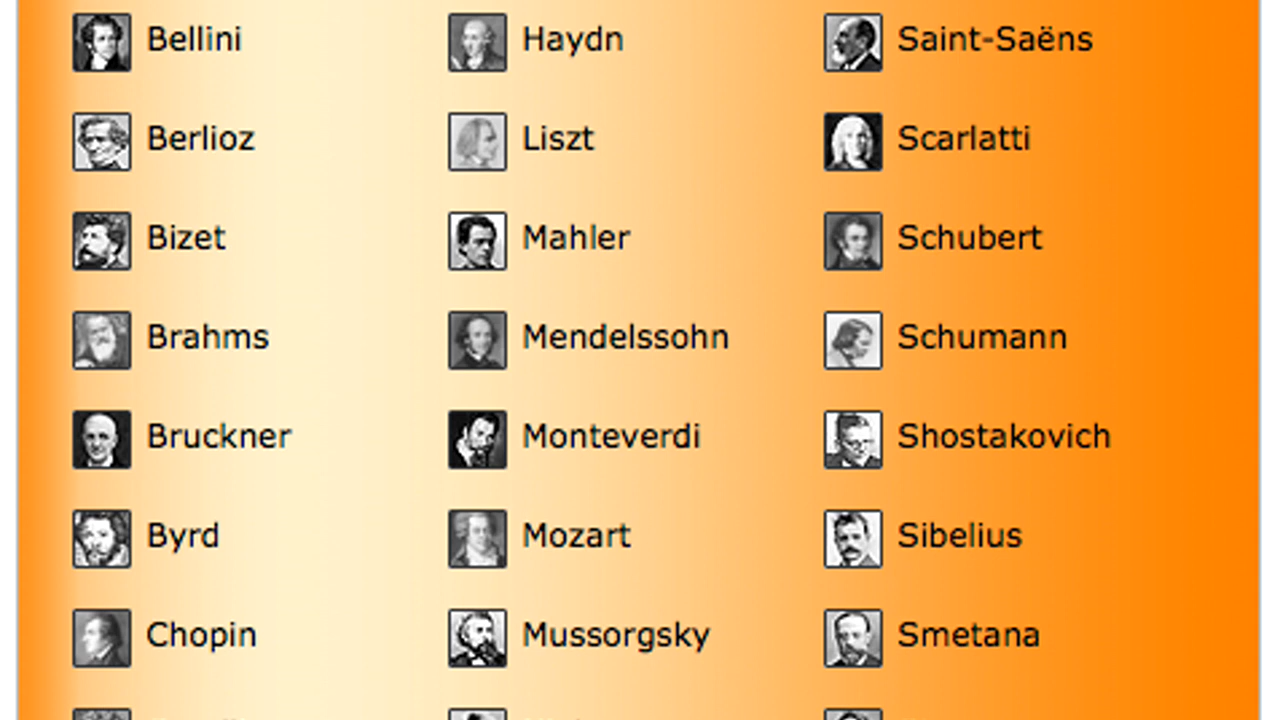 Bellini
Haydn
Saint-Saëns
Berlioz
Liszt
Scarlatti
Bizet
Mahler
Schubert
Brahms
Mendelssohn
Schumann
Bruckner
Monteverdi
Shostakovich
Byrd
Mozart
Sibelius
Chopin
Mussorgsky
Smetana